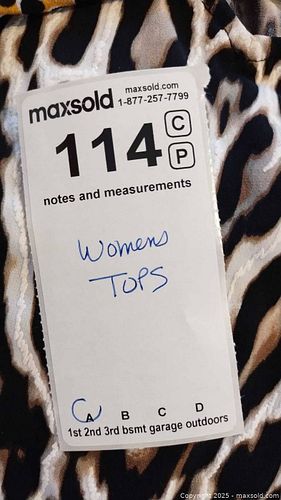 maxsold
maxsold.com
1-877-257-7799
114
C
P
notes and measurements
Womens
TOPS
A B C D
1st 2nd 3rd bsmt garage outdoors
Copyright 2025 - maxsold.com